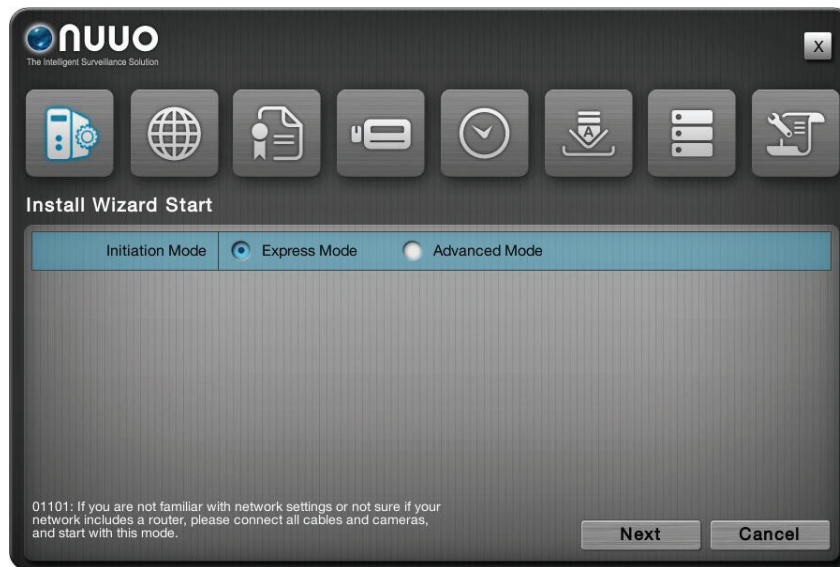 nuuo
The Intelligent Surveillance Solution
X
A
Install Wizard Start
Initiation Mode
Express Mode
Advanced Mode
01101: If you are not familiar with network settings or not sure if your
network includes a router, please connect all cables and cameras,
and start with this mode.
Next
Cancel